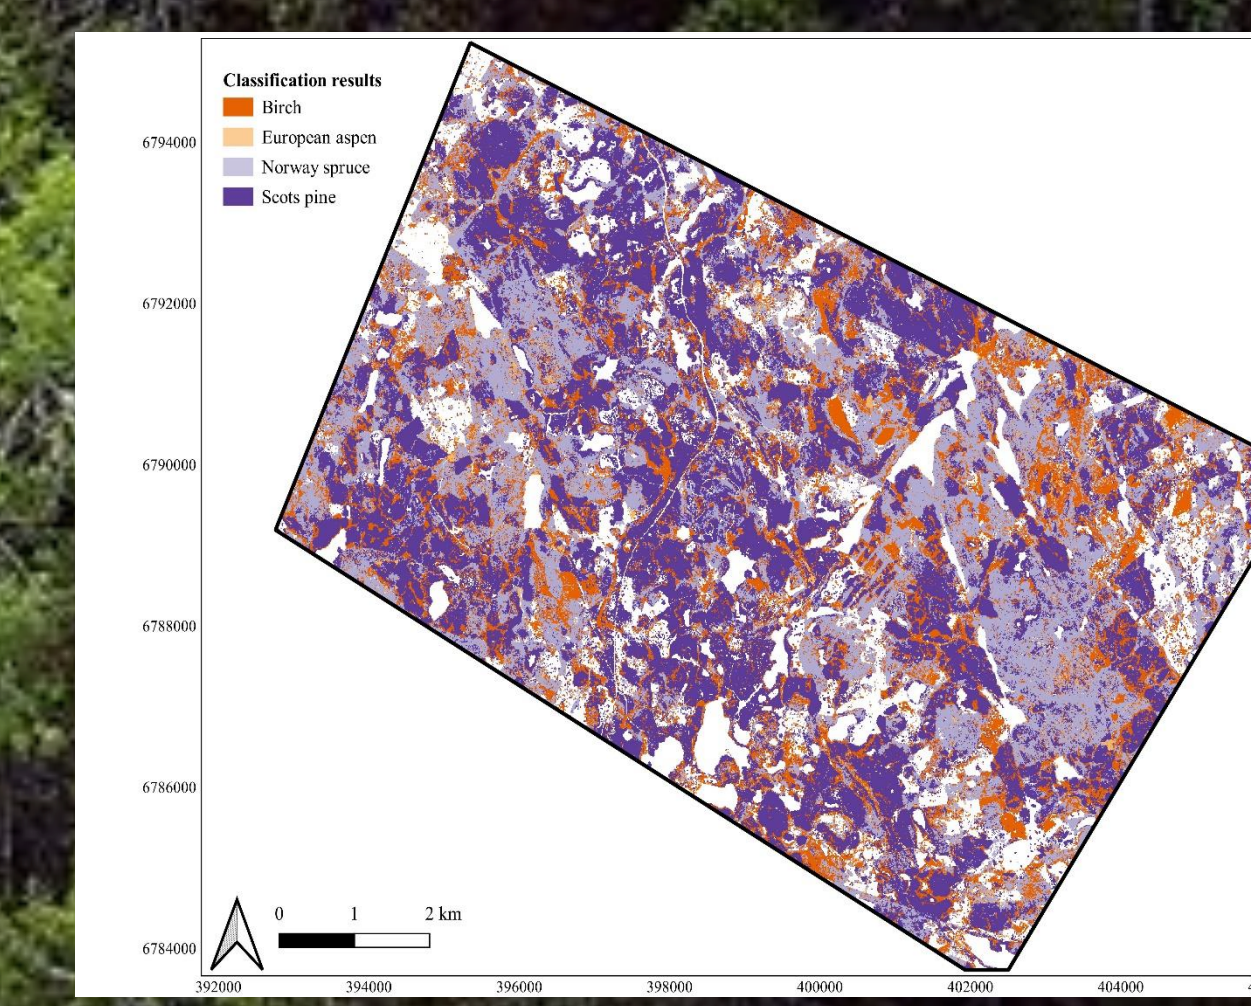 Classification results
Birch
European aspen
Norway spruce
Scots pine
6794000
6792000
6790000
6788000
6786000
6784000
0 1 2 km
392000 394000 396000 398000 400000 402000 404000